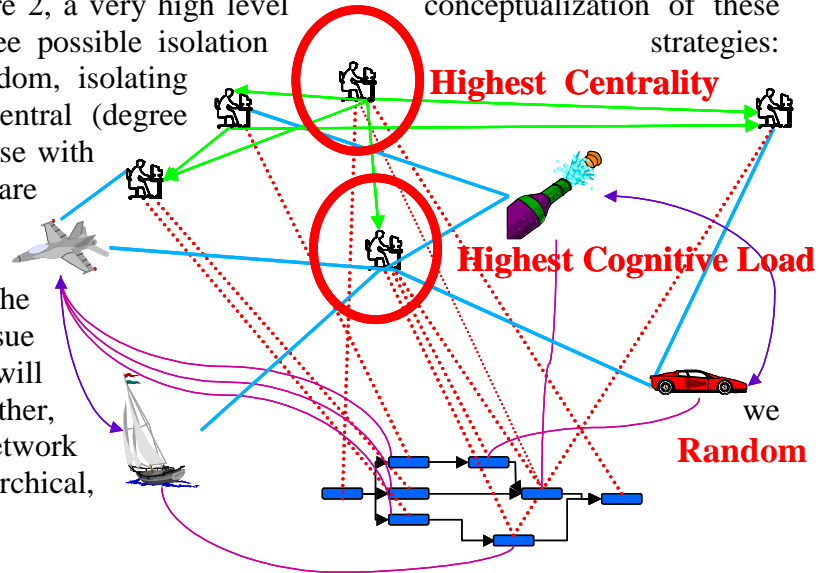 re 2, a very high level conceptualization of these
ee possible isolation strategies:
dom, isolating
Highest Centrality
entral (degree
se with
are
Highest Cognitive Load
he
sue
will
ther, we
etwork
Random
rchical,